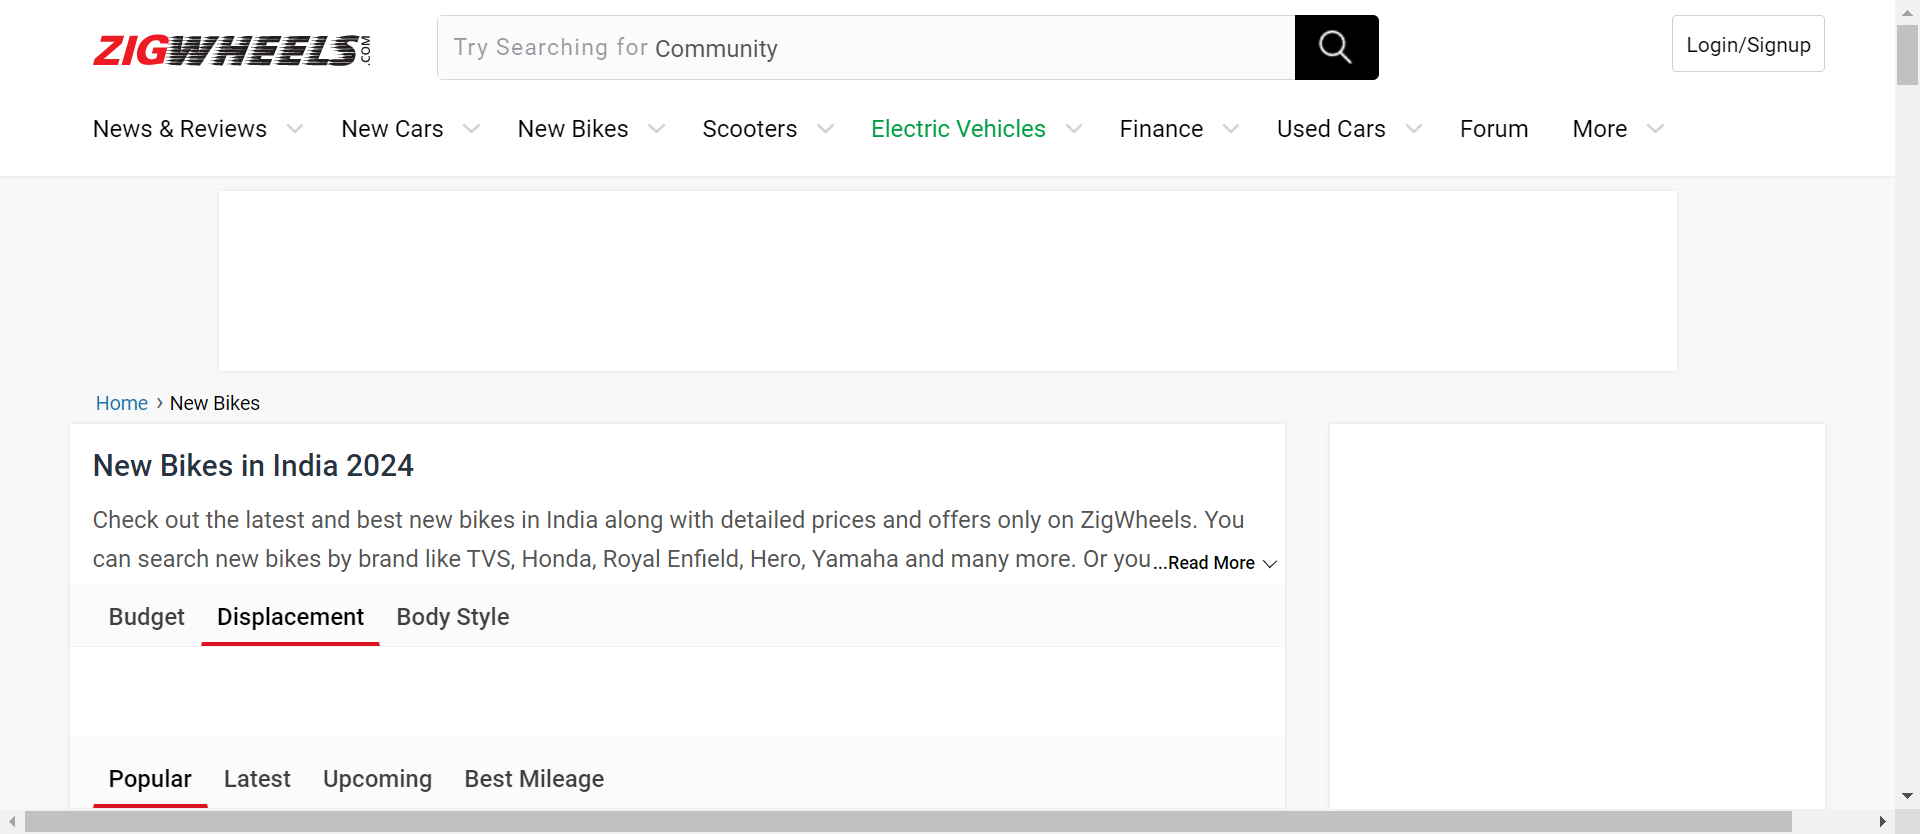 ZIGWHEELS.COM
Try Searching for Community
Login/Signup
News & Reviews New Cars New Bikes Scooters Electric Vehicles Finance Used Cars Forum More
Home › New Bikes
New Bikes in India 2024
Check out the latest and best new bikes in India along with detailed prices and offers only on ZigWheels. You
can search new bikes by brand like TVS, Honda, Royal Enfield, Hero, Yamaha and many more. Or you ...Read More
Budget Displacement Body Style
Popular Latest Upcoming Best Mileage